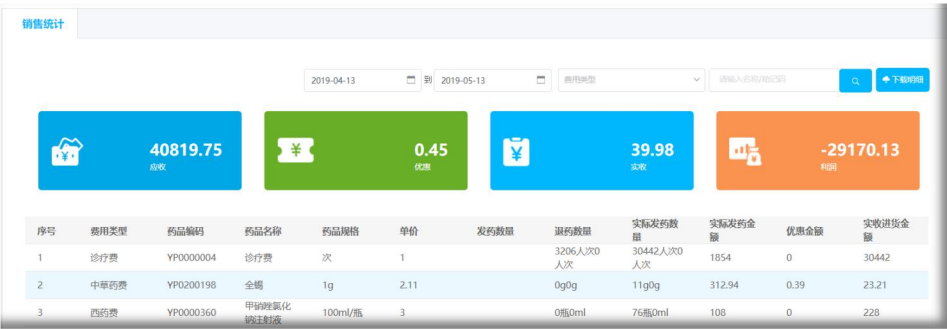 销售统计
2019-04-13 到 2019-05-13 费用类型 请输入药名/助记码 下载明细
40819.75 0.45 39.98 -29170.13
应收 优惠 实收 利润
序号 费用类型 药品编码 药品名称 药品规格 单价 发药数量 退药数量 实际发药数量 实际发药金额 优惠金额 实收进货金额
1 诊疗费 YP0000004 诊疗费 次 1 3206人次0人次 30442人次0人次 1854 0 30442
2 中草药费 YP0200198 全蝎 1g 2.11 0g0g 11g0g 312.94 0.39 23.21
3 西药费 YP0000360 甲硝唑氯化钠注射液 100ml/瓶 3 0瓶0ml 76瓶0ml 108 0 228